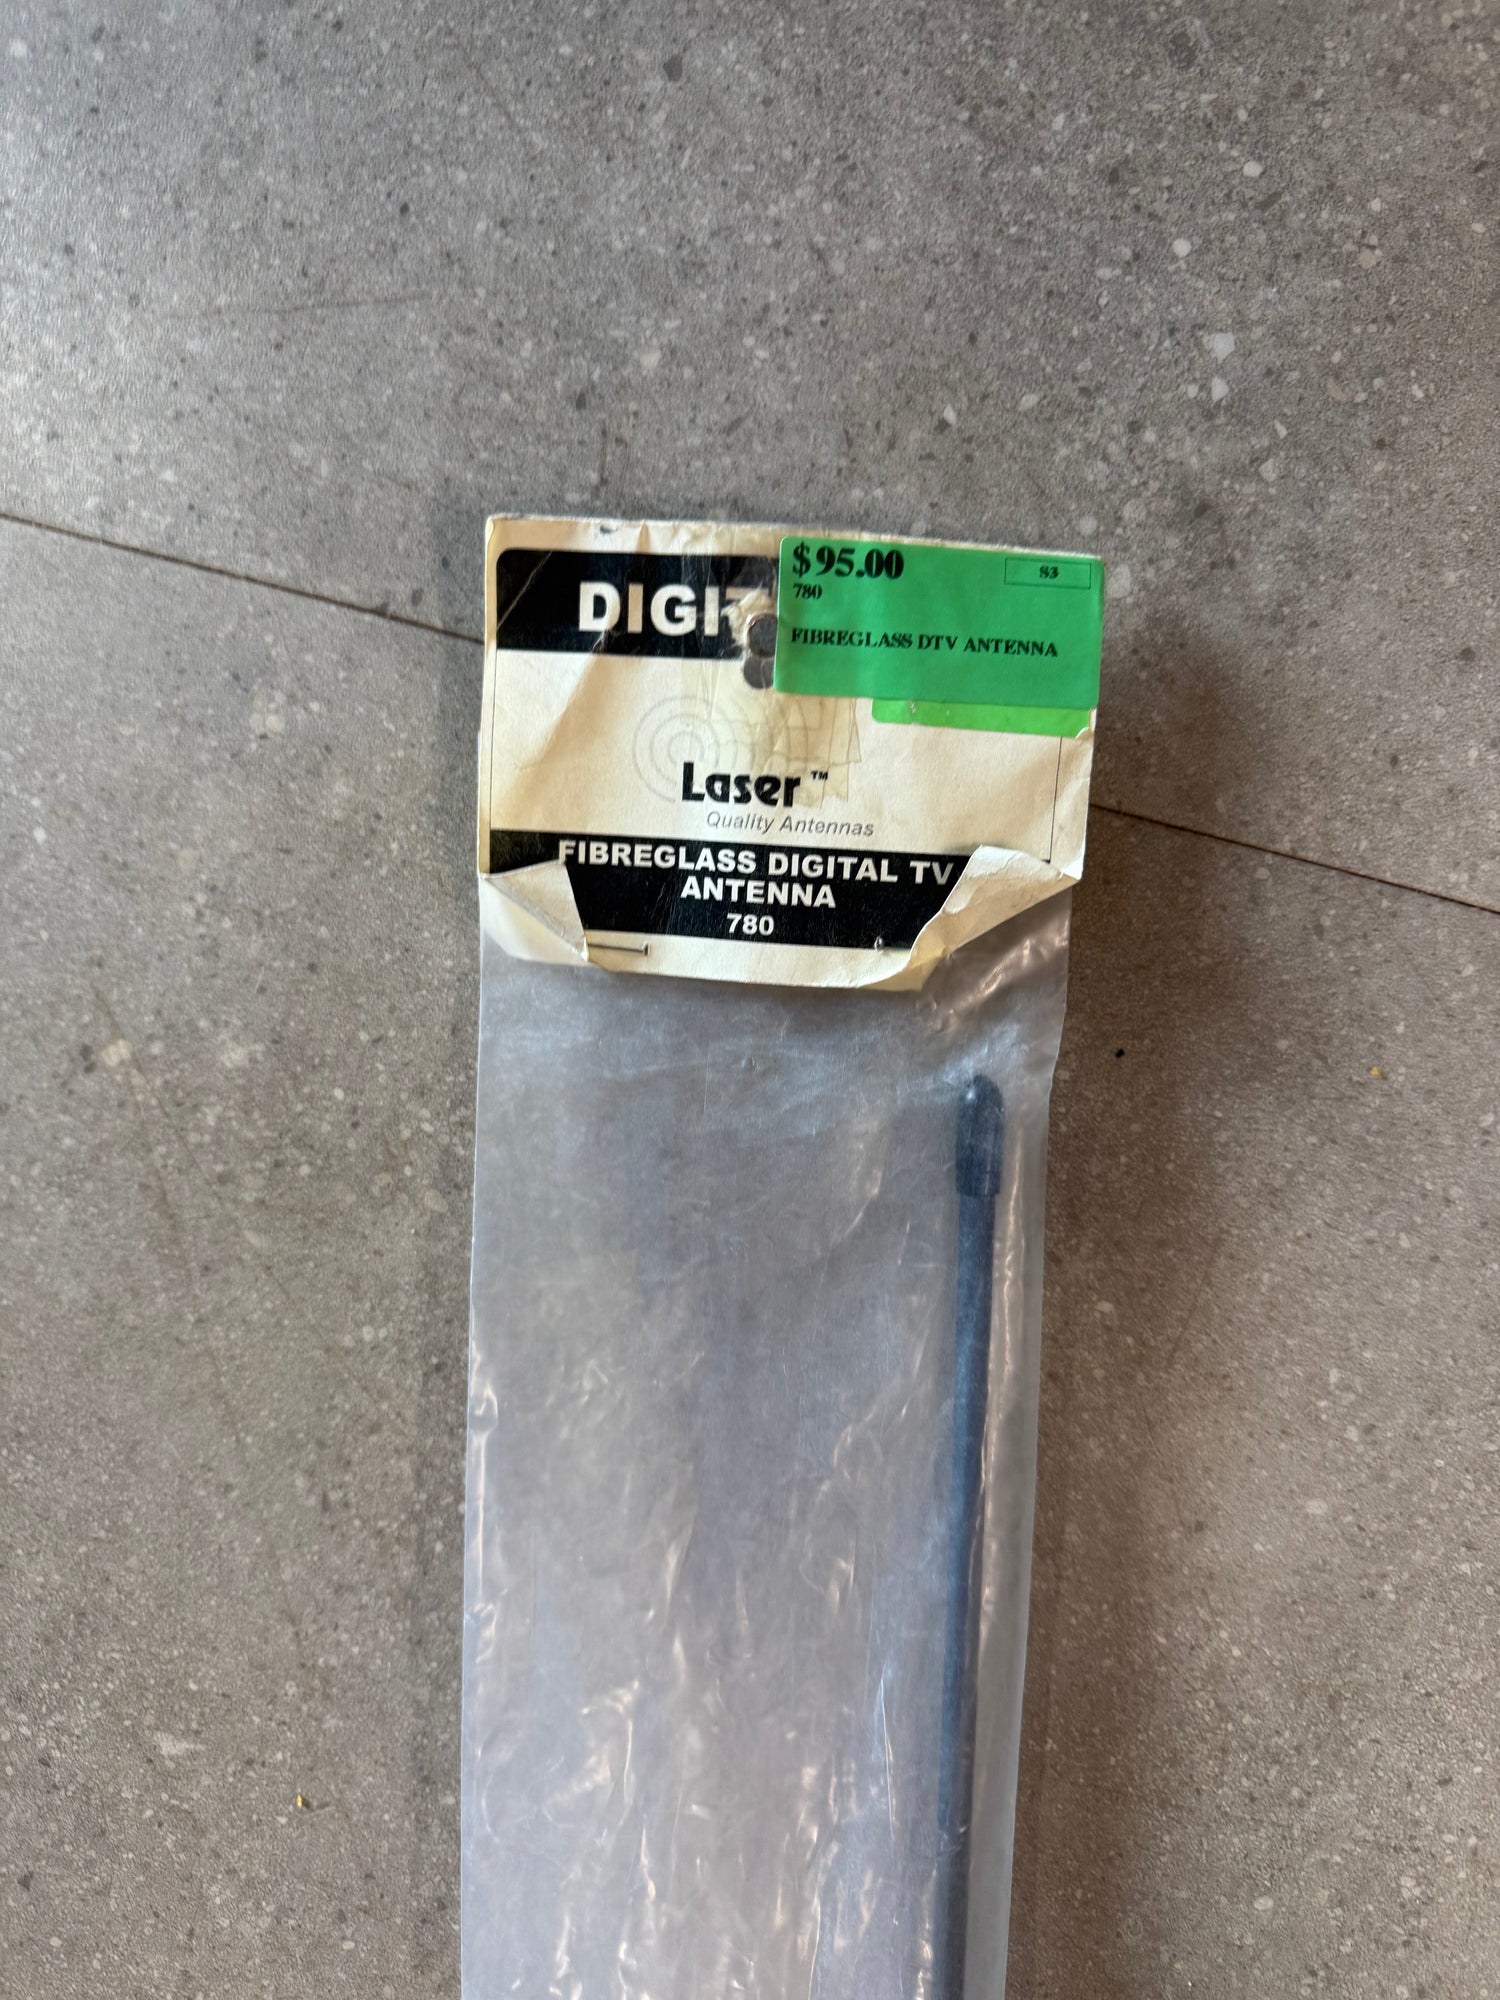 DIGIT
$95.00
S3
780
FIBREGLASS DTV ANTENNA
Laser™
Quality Antennas
FIBREGLASS DIGITAL TV
ANTENNA
780